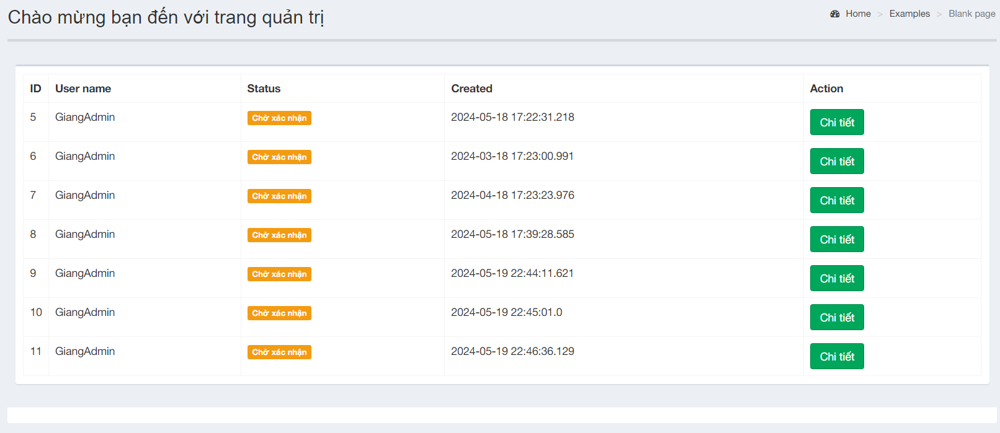 Chào mừng bạn đến với trang quản trị
Home > Examples > Blank page
ID User name Status Created Action
5 GiangAdmin Chờ xác nhận 2024-05-18 17:22:31.218 Chi tiết
6 GiangAdmin Chờ xác nhận 2024-03-18 17:23:00.991 Chi tiết
7 GiangAdmin Chờ xác nhận 2024-04-18 17:23:23.976 Chi tiết
8 GiangAdmin Chờ xác nhận 2024-05-18 17:39:28.585 Chi tiết
9 GiangAdmin Chờ xác nhận 2024-05-19 22:44:11.621 Chi tiết
10 GiangAdmin Chờ xác nhận 2024-05-19 22:45:01.0 Chi tiết
11 GiangAdmin Chờ xác nhận 2024-05-19 22:46:36.129 Chi tiết